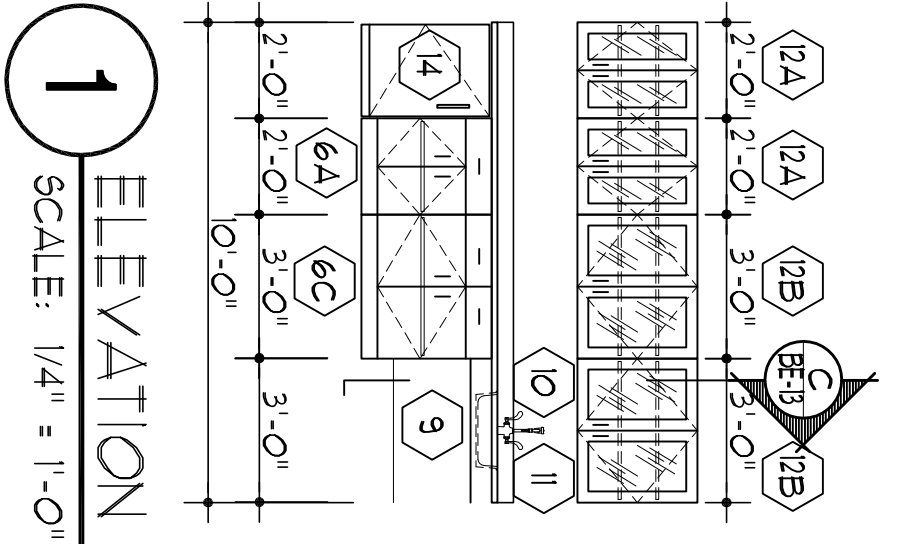 12A 12A 12B 12B
C
BE-13
2'-0" 2'-0" 3'-0" 3'-0"
10 11
14 9
6A 6C
2'-0" 2'-0" 3'-0" 3'-0"
10'-0"
1 ELEVATION
SCALE: 1/4" = 1'-0"